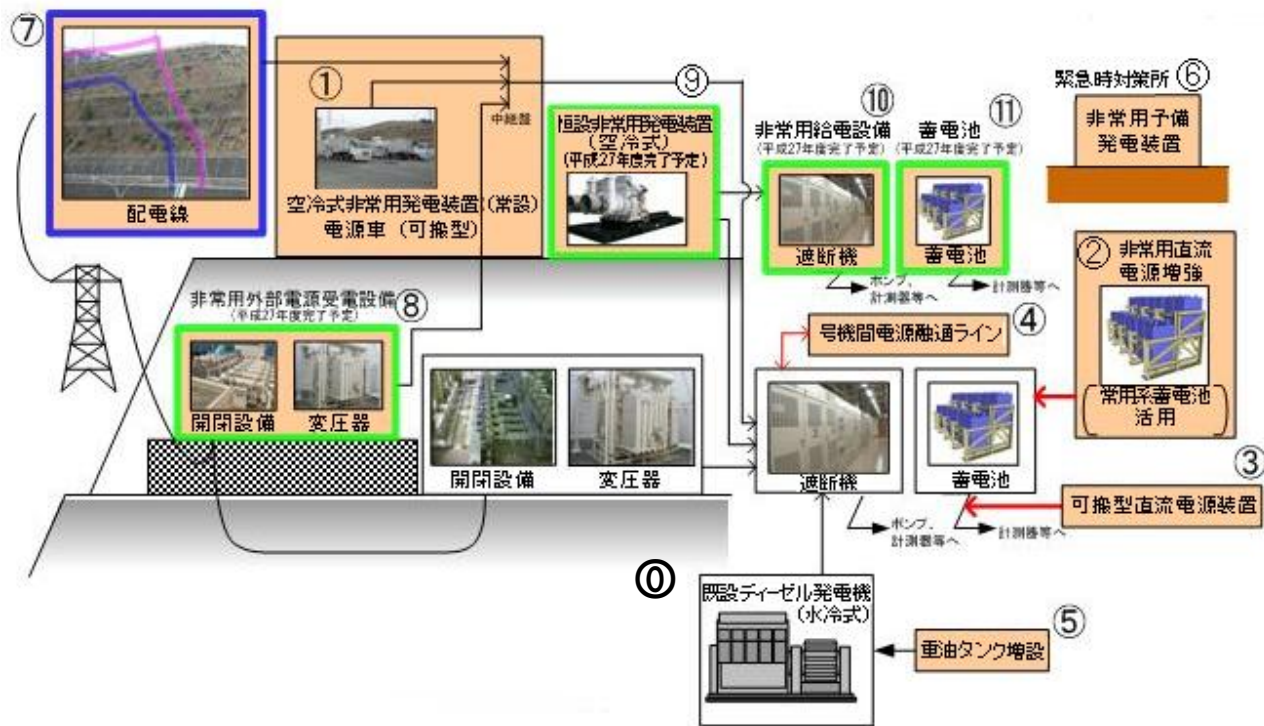 ⑦
配電線
①
中継盤
空冷式非常用発電装置(常設)
電源車(可搬型)
⑨
恒設非常用発電装置
(空冷式)
(平成27年度完了予定)
⑩
非常用給電設備
(平成27年度完了予定)
遮断機
ポンプ、
計測器等へ
⑪
蓄電池
(平成27年度完了予定)
蓄電池
計測器等へ
緊急時対策所⑥
非常用予備
発電装置
②非常用直流
電源増強
(常用系蓄電池
活用)
非常用外部電源受電設備
(平成27年度完了予定)
⑧
開閉設備
変圧器
開閉設備
変圧器
④
号機間電源融通ライン
遮断機
ポンプ、
計測器等へ
蓄電池
計測器等へ
③
可搬型直流電源装置
⓪
既設ディーゼル発電機
(水冷式)
⑤
重油タンク増設